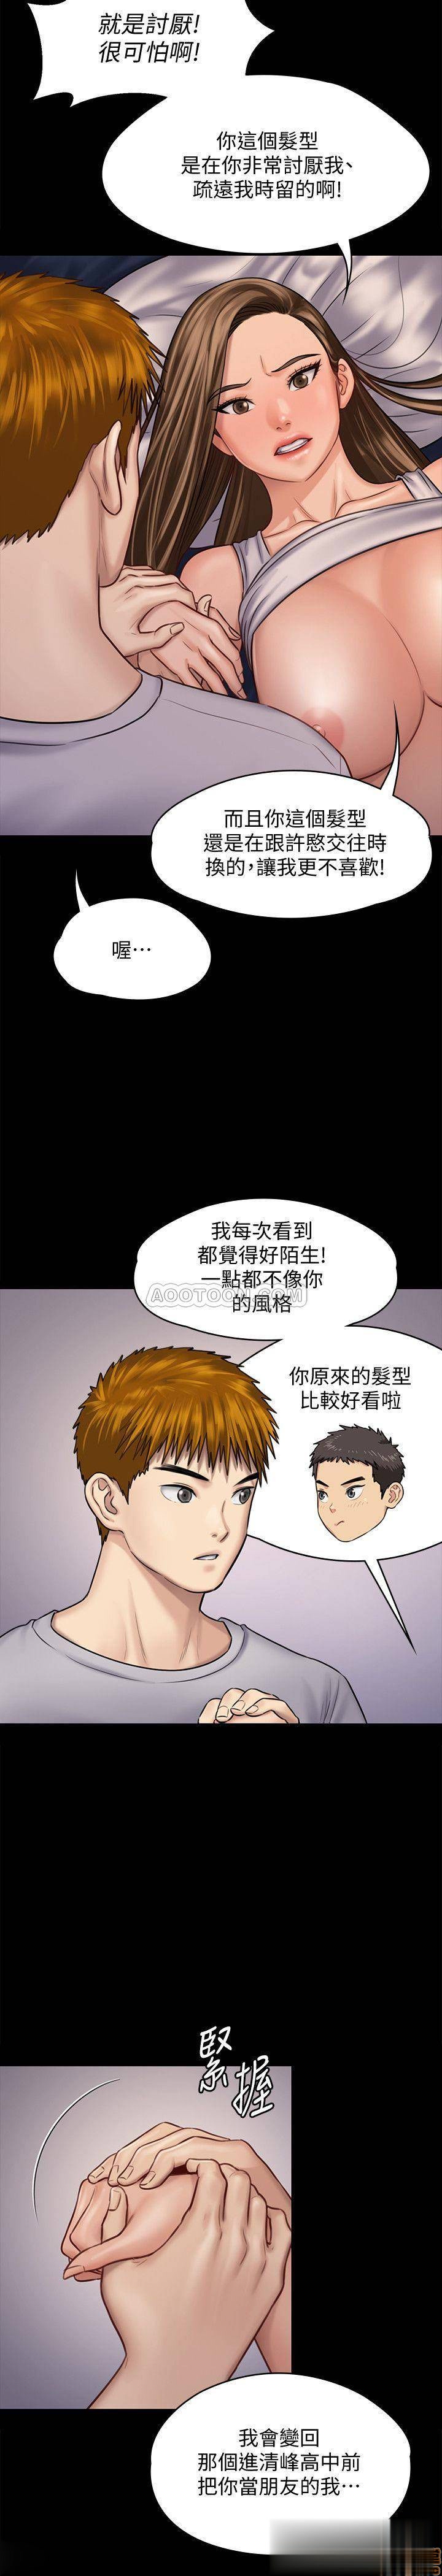 就是討厭!
很可怕啊!
你這個髮型
是在你非常討厭我、
疏遠我時留的啊!
而且你這個髮型
還是在跟許愍交往時
換的,讓我更不喜歡!
喔…
我每次看到
都覺得好陌生!
一點都不像你
的風格
AOOTOON.COM
你原來的髮型
比較好看啦
緊握
我會變回
那個進清峰高中前
把你當朋友的我…